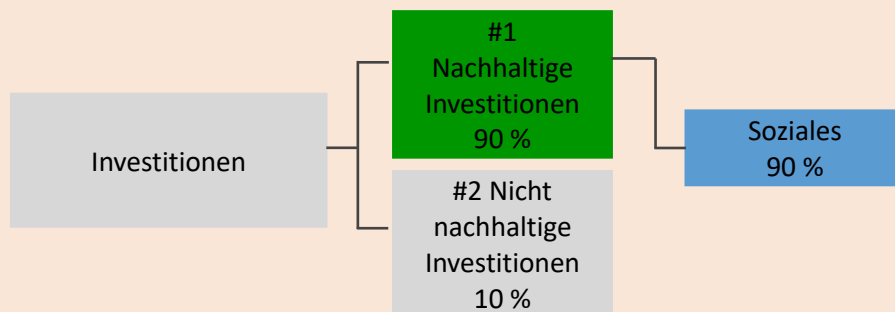 Investitionen
#1
Nachhaltige
Investitionen
90 %
#2 Nicht
nachhaltige
Investitionen
10 %
Soziales
90 %